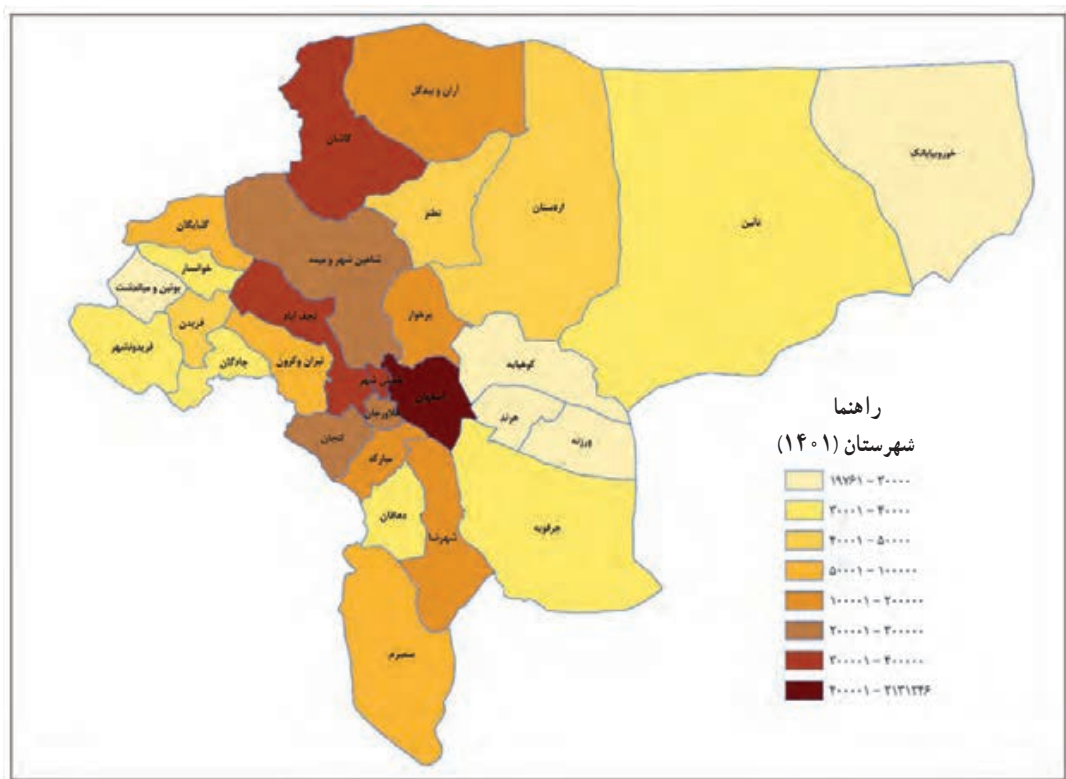 آران و بیدگل
کاشان
خوروبیابانک
نطنز
اردستان
نائین
گلپایگان
شاهین شهر و میمه
خوانسار
بوئین و میاندشت
نجف آباد
برخوار
فریدن
فریدونشهر
چادگان
تیران وکرون
کوهپایه
خمینی شهر
اصفهان
فلاورجان
هرند
ورزنه
لنجان
مبارکه
دهاقان
شهرضا
جرقویه
سمیرم
راهنما
شهرستان (۱۴۰۱)
۱۹۷۶۱ - ۳۰۰۰۰
۳۰۰۰۱ - ۴۰۰۰۰
۴۰۰۰۱ - ۵۰۰۰۰
۵۰۰۰۱ - ۱۰۰۰۰۰
۱۰۰۰۰۱ - ۲۰۰۰۰۰
۲۰۰۰۰۱ - ۳۰۰۰۰۰
۳۰۰۰۰۱ - ۴۰۰۰۰۰
۴۰۰۰۰۱ - ۲۱۳۱۲۴۶